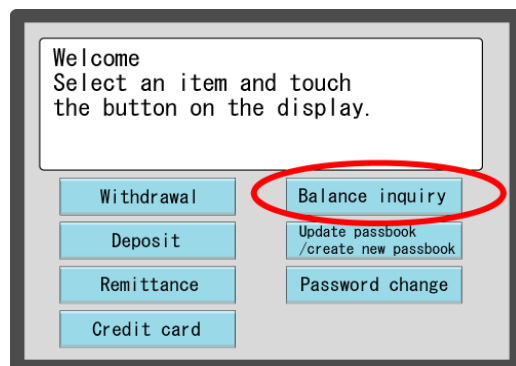 Welcome
Select an item and touch
the button on the display.
Withdrawal
Balance inquiry
Deposit
Update passbook
/create new passbook
Remittance
Password change
Credit card